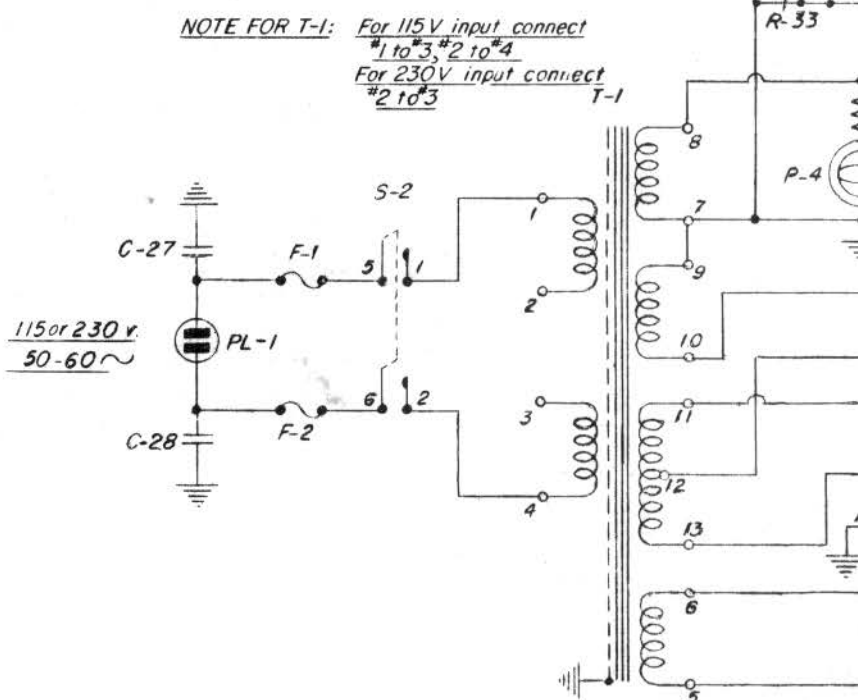 NOTE FOR T-1: For 115V input connect
#1 to #3, #2 to #4
For 230V input connect
#2 to #3
T-1
R-33
8
P-4
S-2
7
1
C-27
F-1
5
1
9
2
115 or 230 v.
50-60 ~
PL-1
10
6
2
3
11
F-2
C-28
12
4
13
6
5